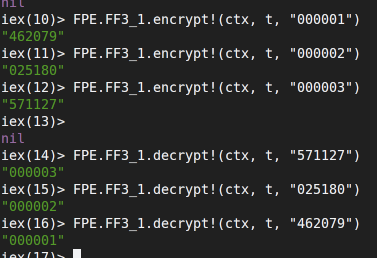 nil
iex(10)> FPE.FF3_1.encrypt!(ctx, t, "000001")
"462079"
iex(11)> FPE.FF3_1.encrypt!(ctx, t, "000002")
"025180"
iex(12)> FPE.FF3_1.encrypt!(ctx, t, "000003")
"571127"
iex(13)>
nil
iex(14)> FPE.FF3_1.decrypt!(ctx, t, "571127")
"000003"
iex(15)> FPE.FF3_1.decrypt!(ctx, t, "025180")
"000002"
iex(16)> FPE.FF3_1.decrypt!(ctx, t, "462079")
"000001"
iex(17)>